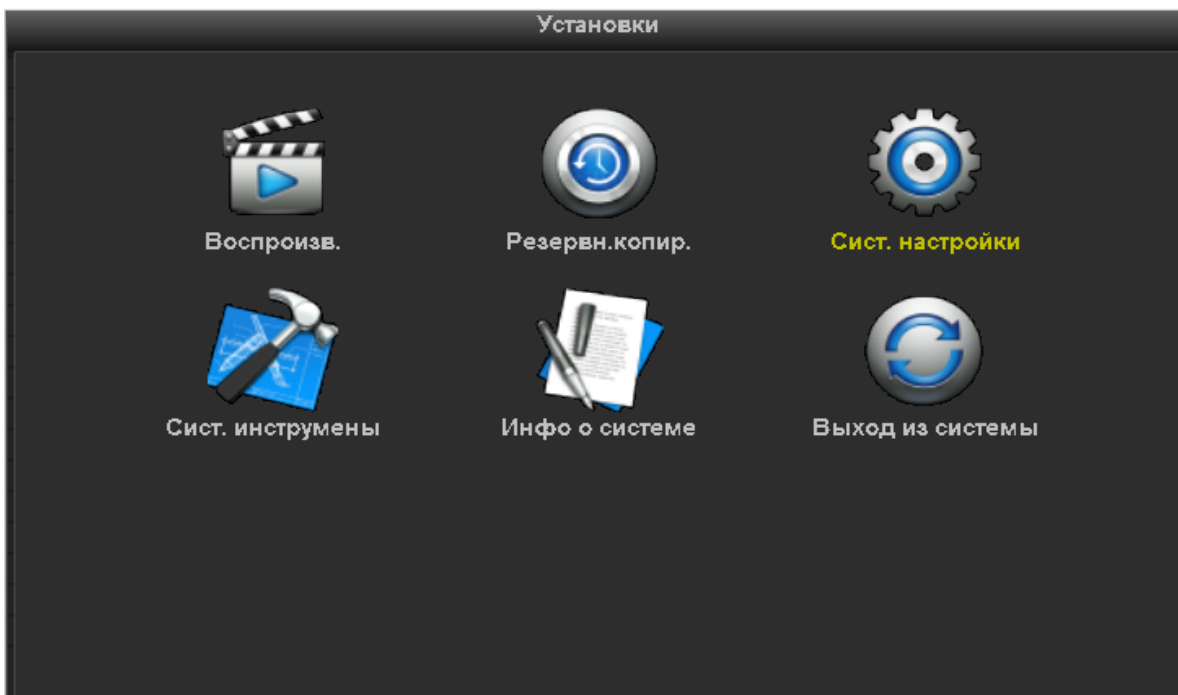 Установки
Воспроизв.
Резервн.копир.
Сист. настройки
Сист. инструмены
Инфо о системе
Выход из системы